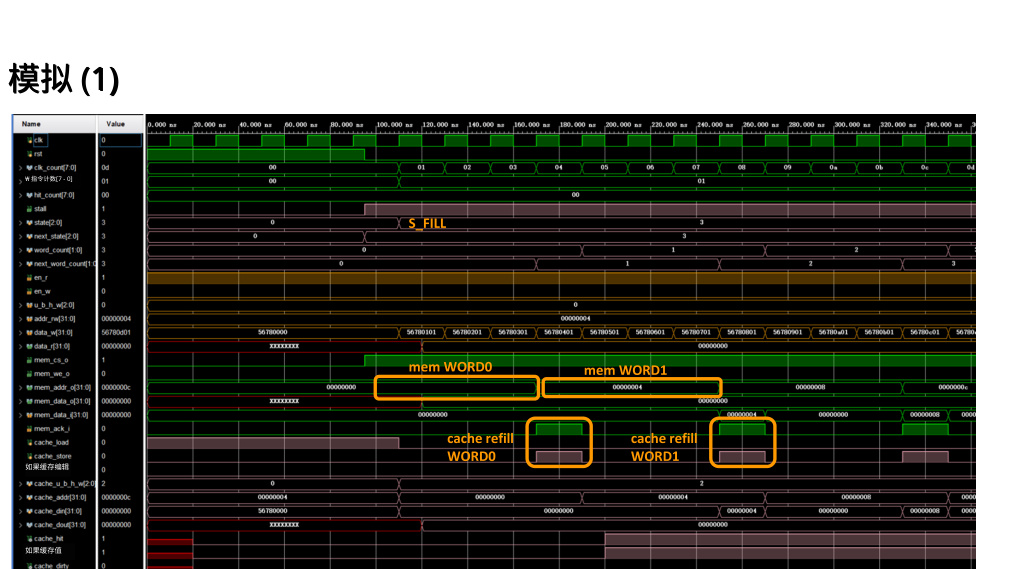 模拟 (1)
Name Value
0.000 ns 20.000 ns 40.000 ns 60.000 ns 80.000 ns 100.000 ns 120.000 ns 140.000 ns 160.000 ns 180.000 ns 200.000 ns 220.000 ns 240.000 ns 260.000 ns 280.000 ns 300.000 ns 320.000 ns 340.000 ns
clk 0
rst 0
clk_count[7:0] 0d 00 01 02 03 04 05 06 07 08 09 0a 0b 0c 0d
指令计数[7-0] 01 00 01
hit_count[7:0] 00 00
stall 1
state[2:0] 3 0 S_FILL 3
next_state[2:0] 3 0 3
word_count[1:0] 3 0 1 2
next_word_count[1:0 3 0 1 2 3
en_r 1
en_w 0
u_b_h_w[2:0] 0 0
addr_rw[31:0] 00000004 00000004
data_w[31:0] 56780d01 56780000 56780101 56780201 56780301 56780401 56780501 56780601 56780701 56780801 56780901 56780a01 56780b01 56780c01 56780
data_r[31:0] 00000000 XXXXXXXX 00000000
mem_cs_o 1
mem WORD0 mem WORD1
mem_we_o 0
mem_addr_o[31:0] 0000000c 00000000 00000004 00000008 0000000c
mem_data_o[31:0] 00000000 XXXXXXXX 00000000
mem_data_i[31:0] 00000000 00000000 00000004 00000000 00000008 0000
mem_ack_i 0
cache refill cache refill
cache_load 0
cache_store 0
WORD0 WORD1
如果缓存编辑 0
cache_u_b_h_w[2:0] 2 0 2
cache_addr[31:0] 0000000c 00000004 00000000 00000004 00000008 0000
cache_din[31:0] 00000000 56780000 00000000 00000004 00000000 00000008 0000
cache_dout[31:0] 00000000 XXXXXXXX 00000000
cache_hit 1
如果缓存值 1
cache_dirty 0